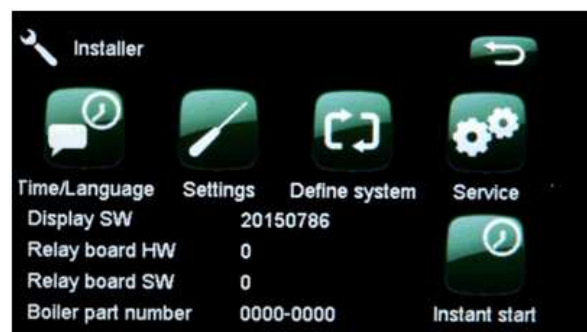 Installer
Time/Language Settings Define system Service
Display SW 20150786
Relay board HW 0
Relay board SW 0
Boiler part number 0000-0000
Instant start